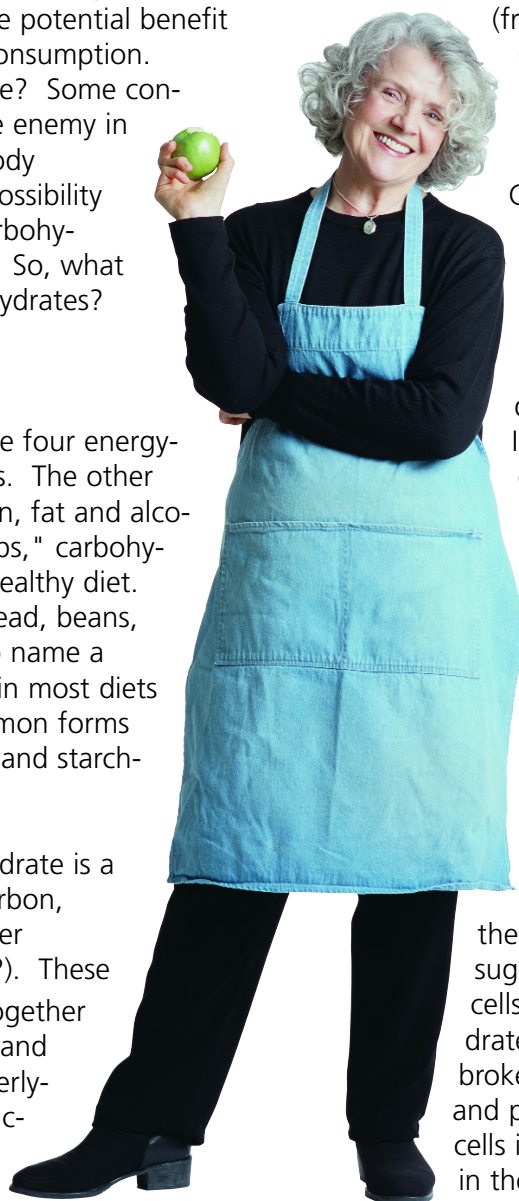 e potential benefit
onsumption.
e? Some con-
e enemy in
ody
ossibility
rbohy-
So, what
ydrates?
e four energy-
s. The other
n, fat and alco-
ps," carbohy-
ealthy diet.
ead, beans,
o name a
in most diets
mon forms
and starch-
drate is a
rbon,
er
?). These
ogether
and
erly-
c-
(fr
the
sug
cells
drate
broke
and p
cells i
in the